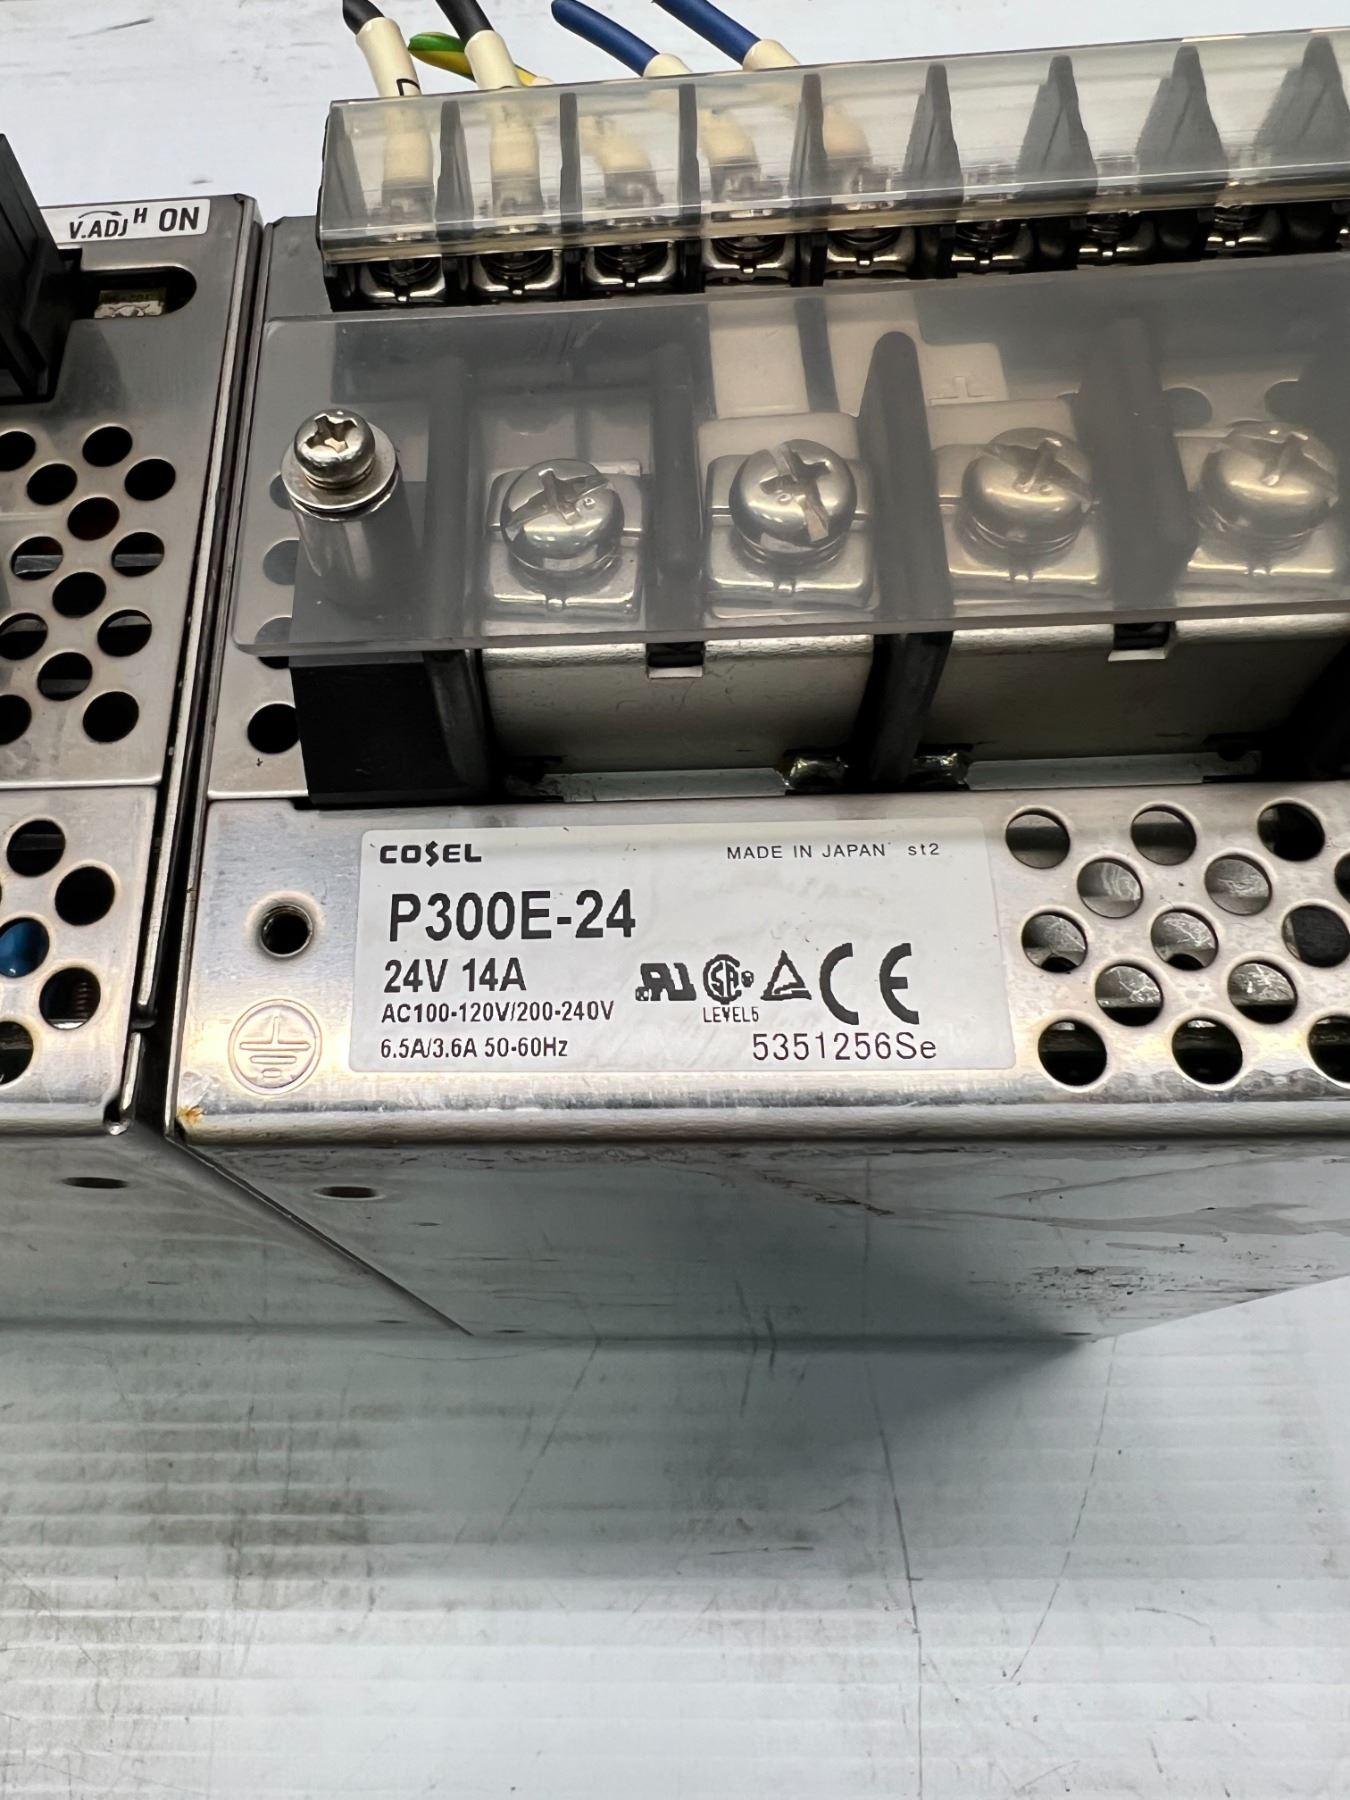 V.ADJ H ON
COSEL
MADE IN JAPAN st2
P300E-24
24V 14A
AC100-120V/200-240V
LEVEL5
6.5A/3.6A 50-60Hz
5351256Se